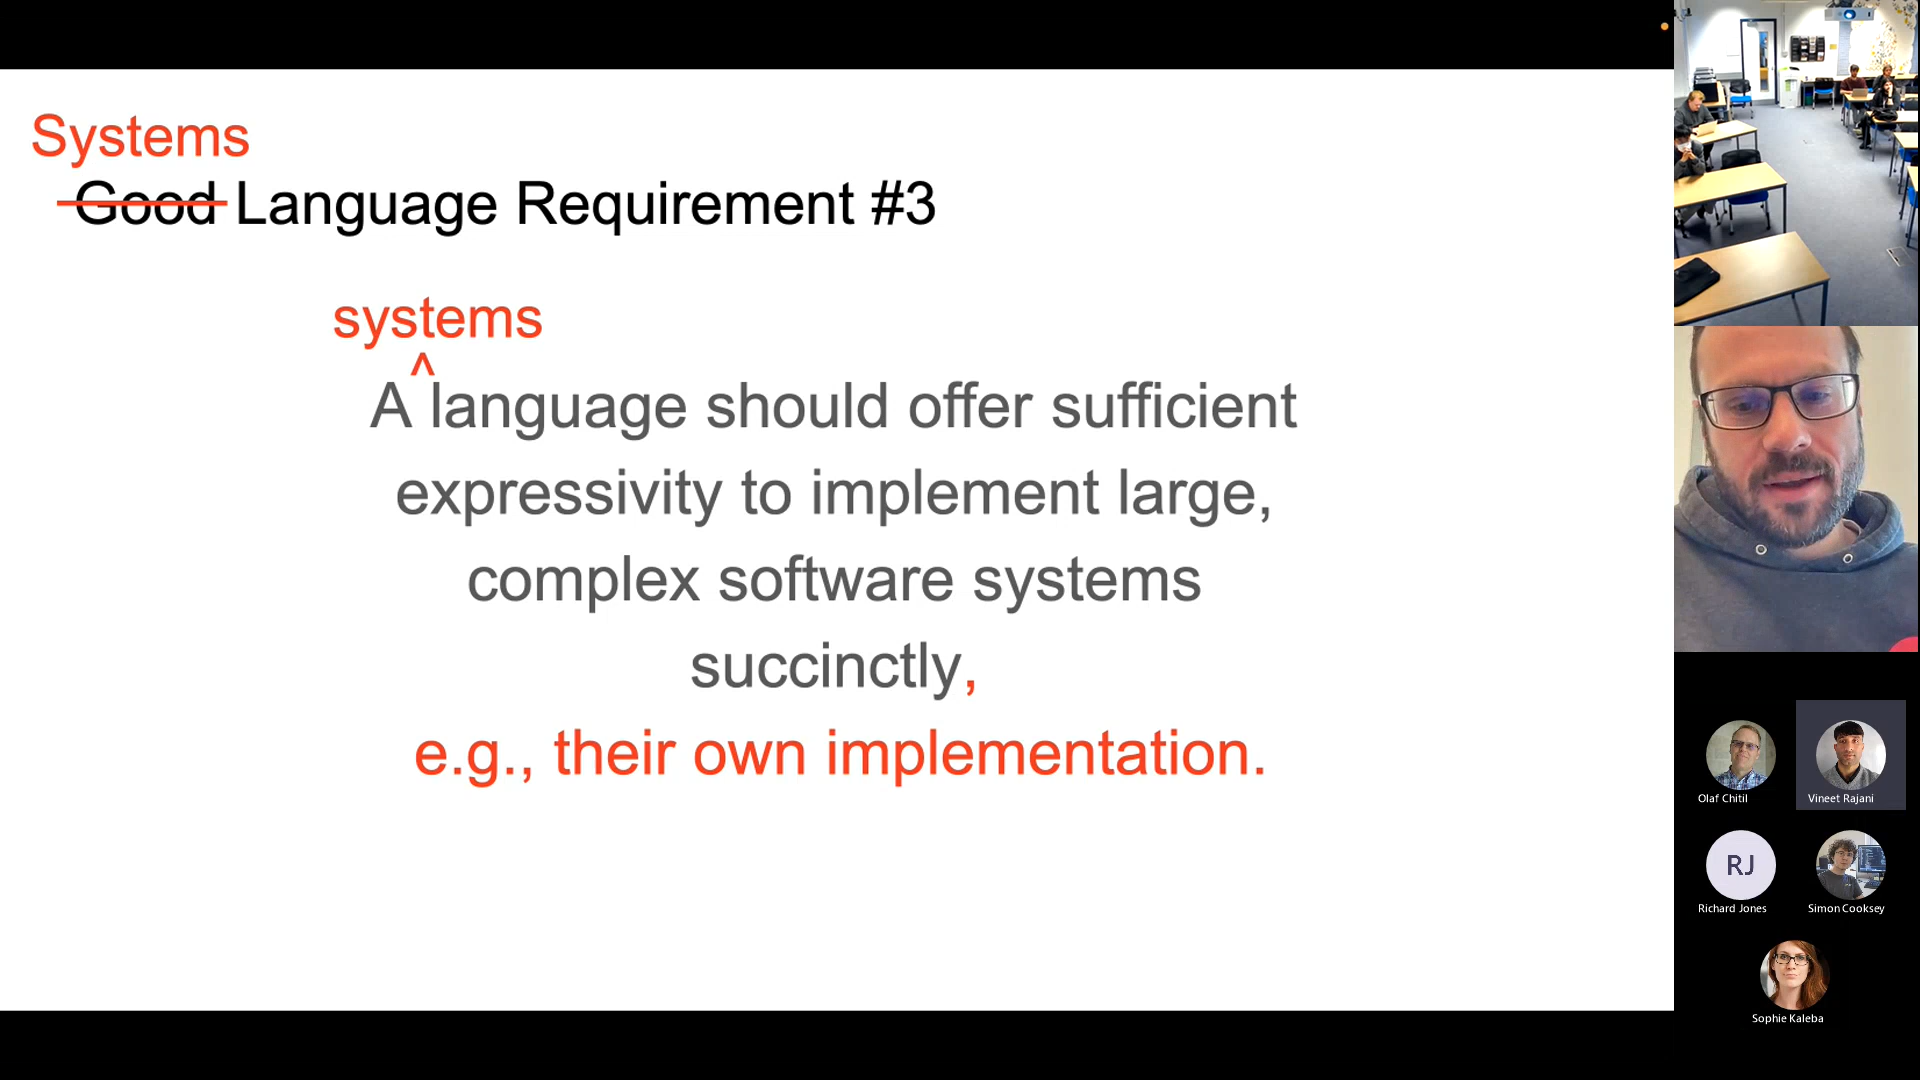 Systems
Good Language Requirement #3
systems
^
A language should offer sufficient
expressivity to implement large,
complex software systems
succinctly,
e.g., their own implementation.
Olaf Chitil
Vineet Rajani
RJ
Richard Jones
Simon Cooksey
Sophie Kaleba